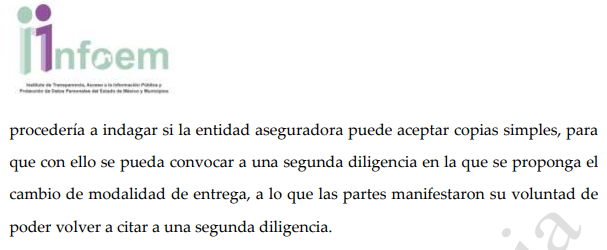 infoem
Instituto de Transparencia, Acceso a la Información Pública y
Protección de Datos Personales del Estado de México y Municipios
procedería a indagar si la entidad aseguradora puede aceptar copias simples, para
que con ello se pueda convocar a una segunda diligencia en la que se proponga el
cambio de modalidad de entrega, a lo que las partes manifestaron su voluntad de
poder volver a citar a una segunda diligencia.